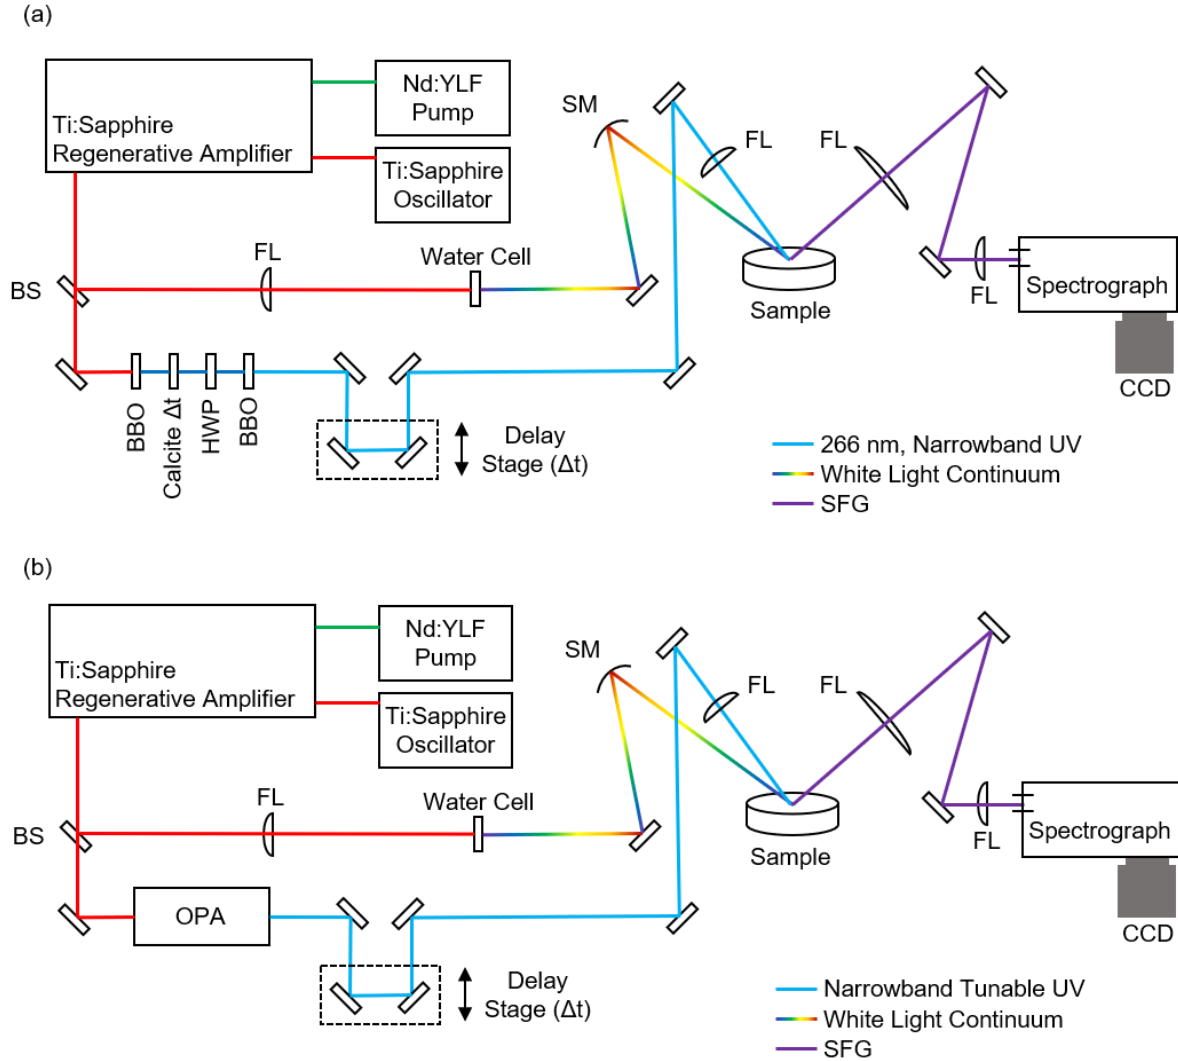 (a)
Ti:Sapphire
Regenerative Amplifier
Nd:YLF
Pump
Ti:Sapphire
Oscillator
SM
FL
FL
BS
FL
Water Cell
Sample
FL
Spectrograph
CCD
BBO
Calcite Δt
HWP
BBO
Delay
Stage (Δt)
266 nm, Narrowband UV
White Light Continuum
SFG
(b)
Ti:Sapphire
Regenerative Amplifier
Nd:YLF
Pump
Ti:Sapphire
Oscillator
SM
FL
FL
BS
FL
Water Cell
Sample
FL
Spectrograph
CCD
OPA
Delay
Stage (Δt)
Narrowband Tunable UV
White Light Continuum
SFG